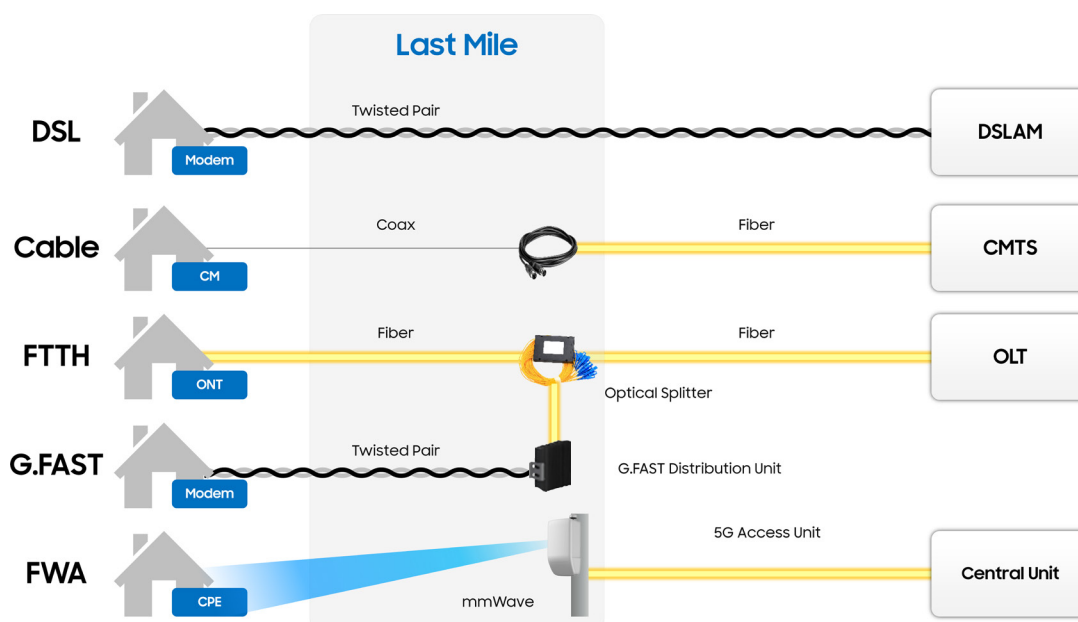 Last Mile
DSL
Modem
Twisted Pair
DSLAM
Cable
CM
Coax
Fiber
CMTS
FTTH
ONT
Fiber
Fiber
OLT
Optical Splitter
G.FAST
Modem
Twisted Pair
G.FAST Distribution Unit
FWA
CPE
mmWave
5G Access Unit
Central Unit